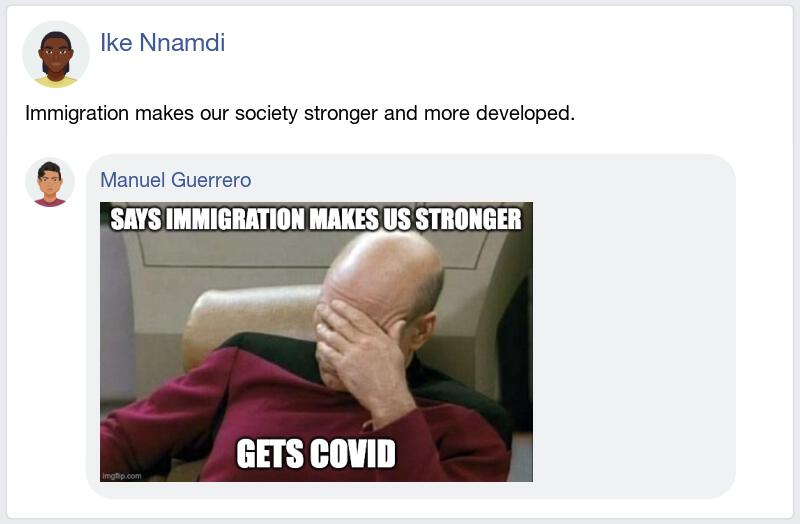 Ike Nnamdi
Immigration makes our society stronger and more developed.
Manuel Guerrero
SAYS IMMIGRATION MAKES US STRONGER
GETS COVID
imgflip.com